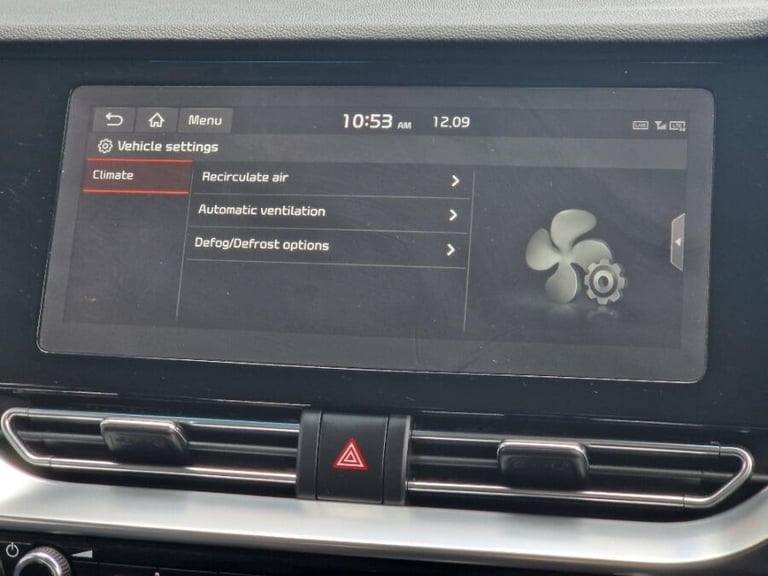 Menu 10:53 AM 12.09
Vehicle settings
Climate
Recirculate air
Automatic ventilation
Defog/Defrost options